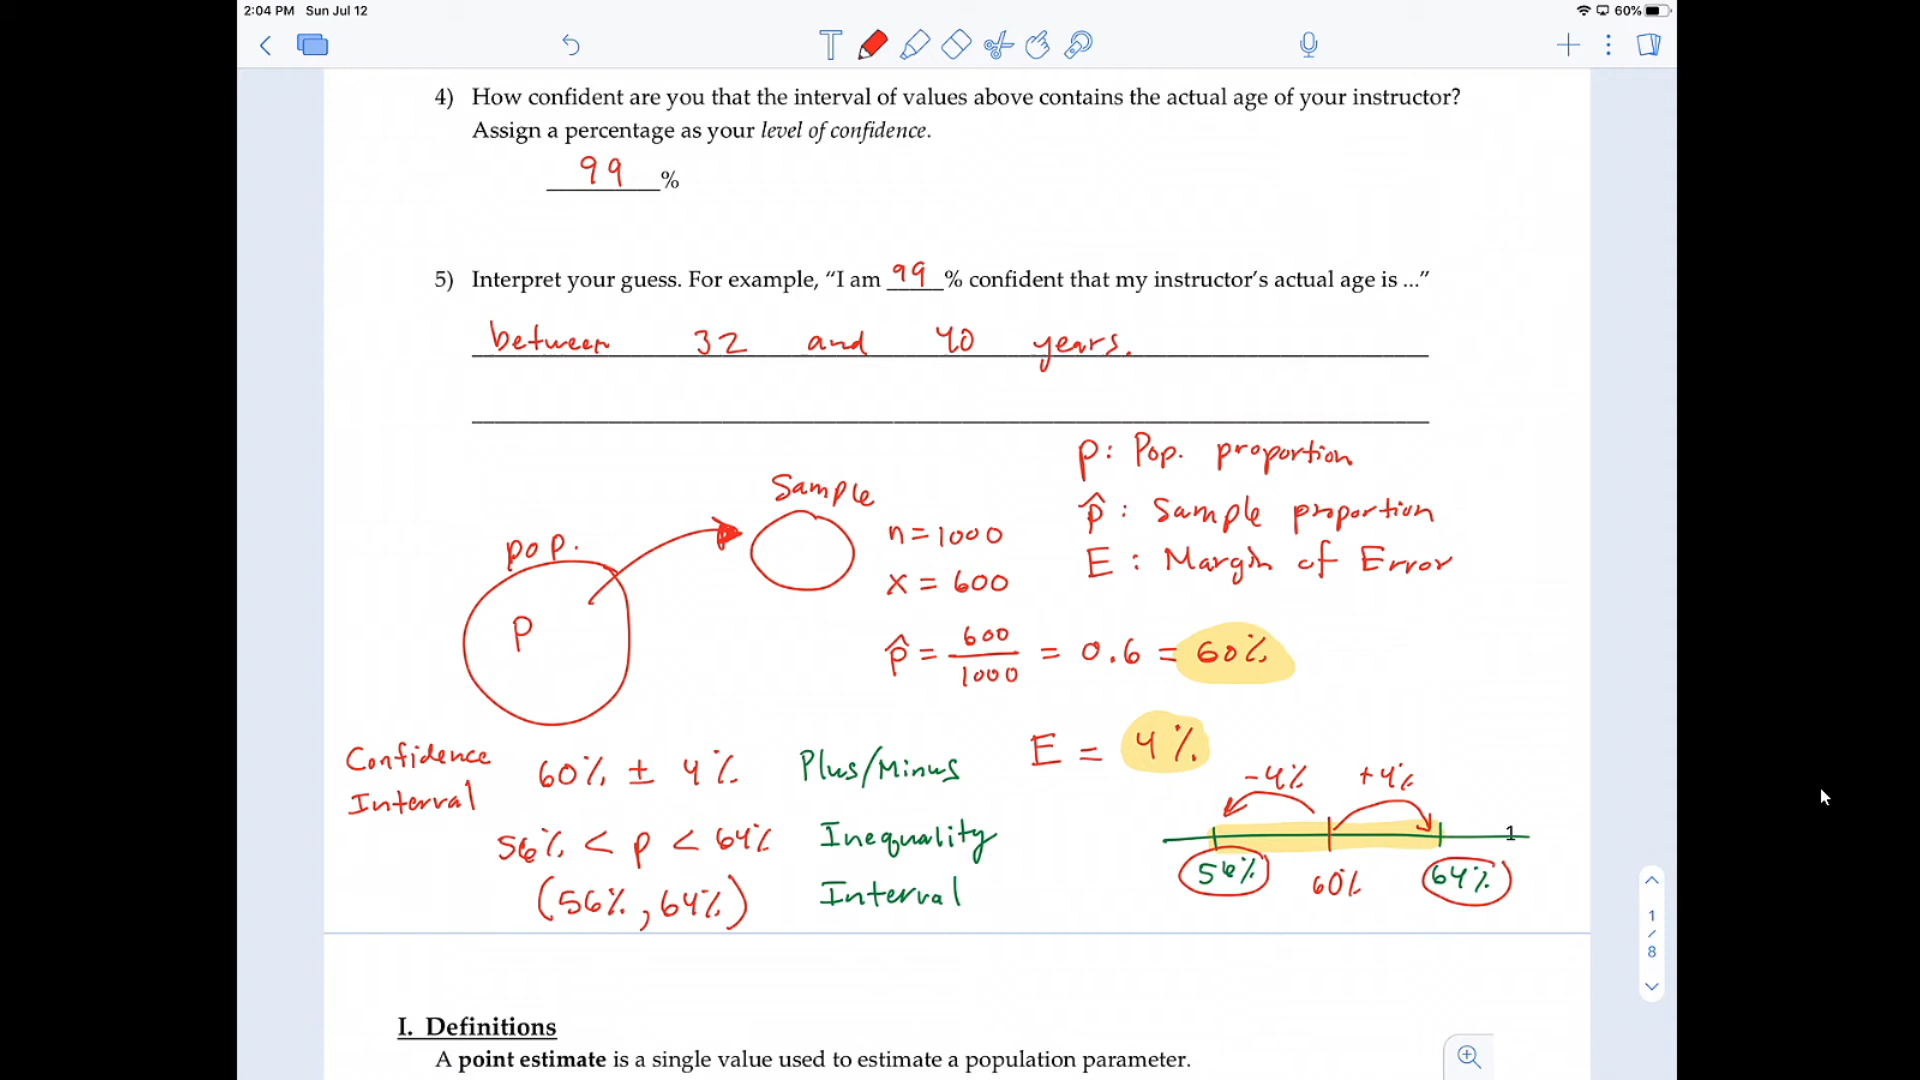 2:04 PM Sun Jul 12
60%
T
4) How confident are you that the interval of values above contains the actual age of your instructor?
Assign a percentage as your level of confidence.
99 %
5) Interpret your guess. For example, “I am 99 % confident that my instructor’s actual age is ...”
between 32 and 40 years.
p: Pop. proportion
Sample
p̂: Sample proportion
n = 1000
pop.
E: Margin of Error
x = 600
p
p̂ = 600/1000 = 0.6 = 60%
E = 4%
Confidence Interval
60% ± 4% Plus/Minus
-4% +4%
56% < p < 64% Inequality
1
56% 60% 64%
(56%, 64%) Interval
1 / 8
I. Definitions
A point estimate is a single value used to estimate a population parameter.